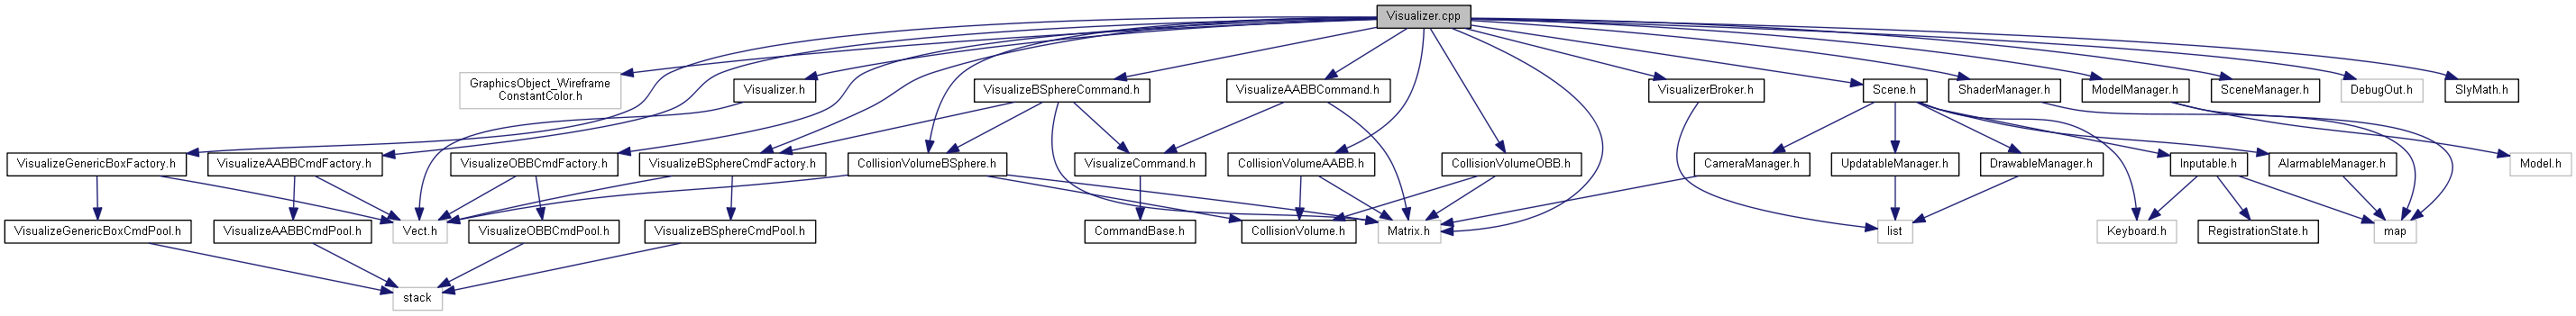 Visualizer.cpp
GraphicsObject_Wireframe
ConstantColor.h
Visualizer.h
VisualizeBSphereCommand.h
VisualizeAABBCommand.h
VisualizerBroker.h
Scene.h
ShaderManager.h
ModelManager.h
SceneManager.h
DebugOut.h
SlyMath.h
VisualizeGenericBoxFactory.h
VisualizeAABBCmdFactory.h
VisualizeOBBCmdFactory.h
VisualizeBSphereCmdFactory.h
CollisionVolumeBSphere.h
VisualizeCommand.h
CollisionVolumeAABB.h
CollisionVolumeOBB.h
CameraManager.h
UpdatableManager.h
DrawableManager.h
Inputable.h
AlarmableManager.h
Model.h
VisualizeGenericBoxCmdPool.h
VisualizeAABBCmdPool.h
Vect.h
VisualizeOBBCmdPool.h
VisualizeBSphereCmdPool.h
CommandBase.h
CollisionVolume.h
Matrix.h
list
Keyboard.h
RegistrationState.h
map
stack